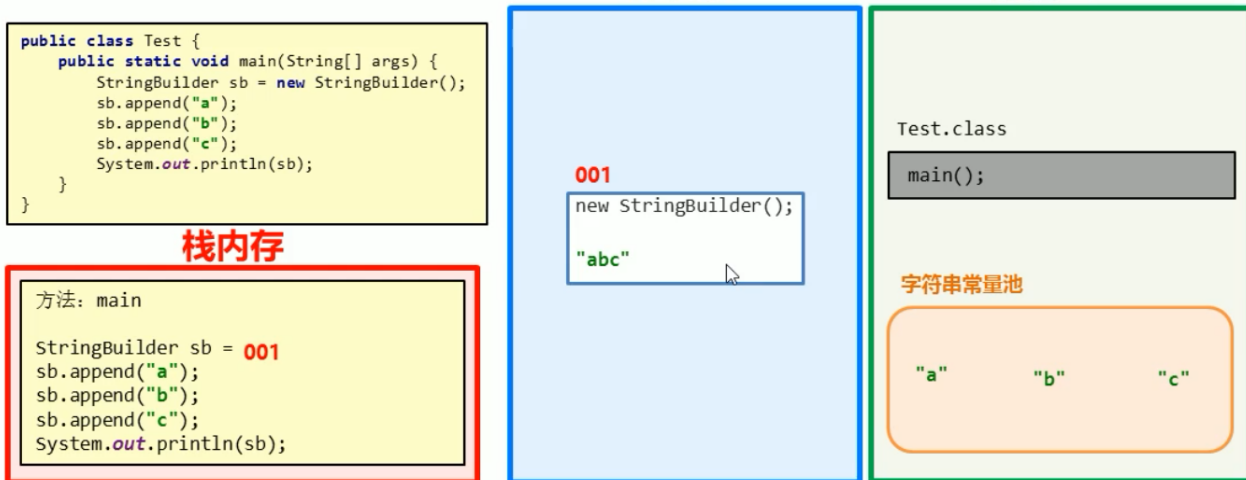 public class Test {
    public static void main(String[] args) {
        StringBuilder sb = new StringBuilder();
        sb.append("a");
        sb.append("b");
        sb.append("c");
        System.out.println(sb);
    }
}
栈内存
方法: main
StringBuilder sb = 001
sb.append("a");
sb.append("b");
sb.append("c");
System.out.println(sb);
001
new StringBuilder();
"abc"
Test.class
main();
字符串常量池
"a" "b" "c"